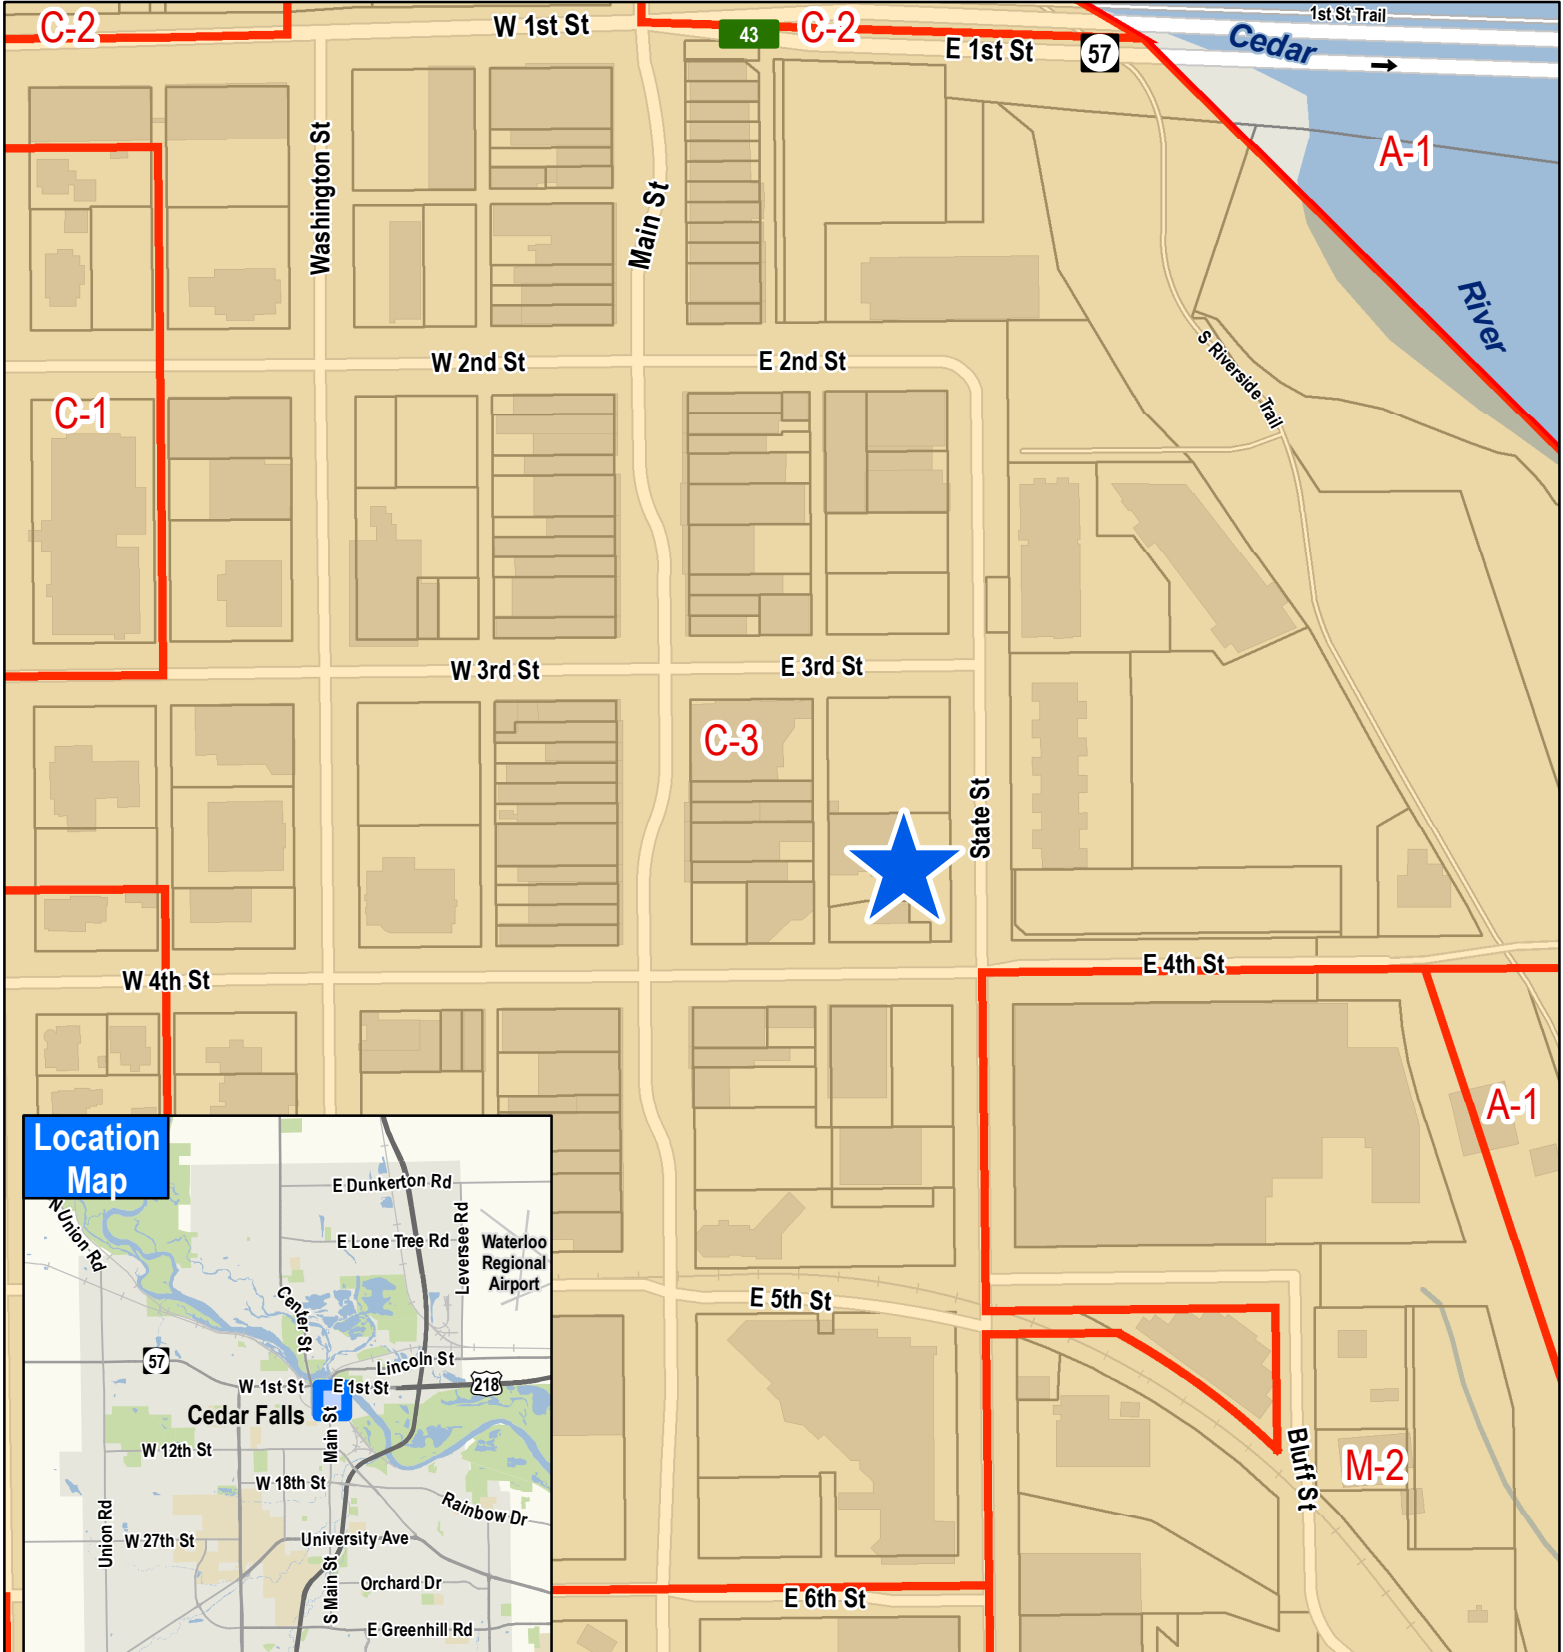 C-2
W 1st St
43
C-2
E 1st St
57
1st St Trail
Cedar
A-1
Washington St
Main St
River
W 2nd St
E 2nd St
S Riverside Trail
C-1
W 3rd St
E 3rd St
C-3
State St
W 4th St
E 4th St
A-1
Location
Map
E Dunkerton Rd
N Union Rd
Leversee Rd
E Lone Tree Rd
Waterloo
Regional
Airport
Center St
57
Lincoln St
W 1st St
E 1st St
218
Cedar Falls
Main St
W 12th St
W 18th St
Rainbow Dr
Union Rd
W 27th St
University Ave
S Main St
Orchard Dr
E Greenhill Rd
E 5th St
Bluff St
M-2
E 6th St